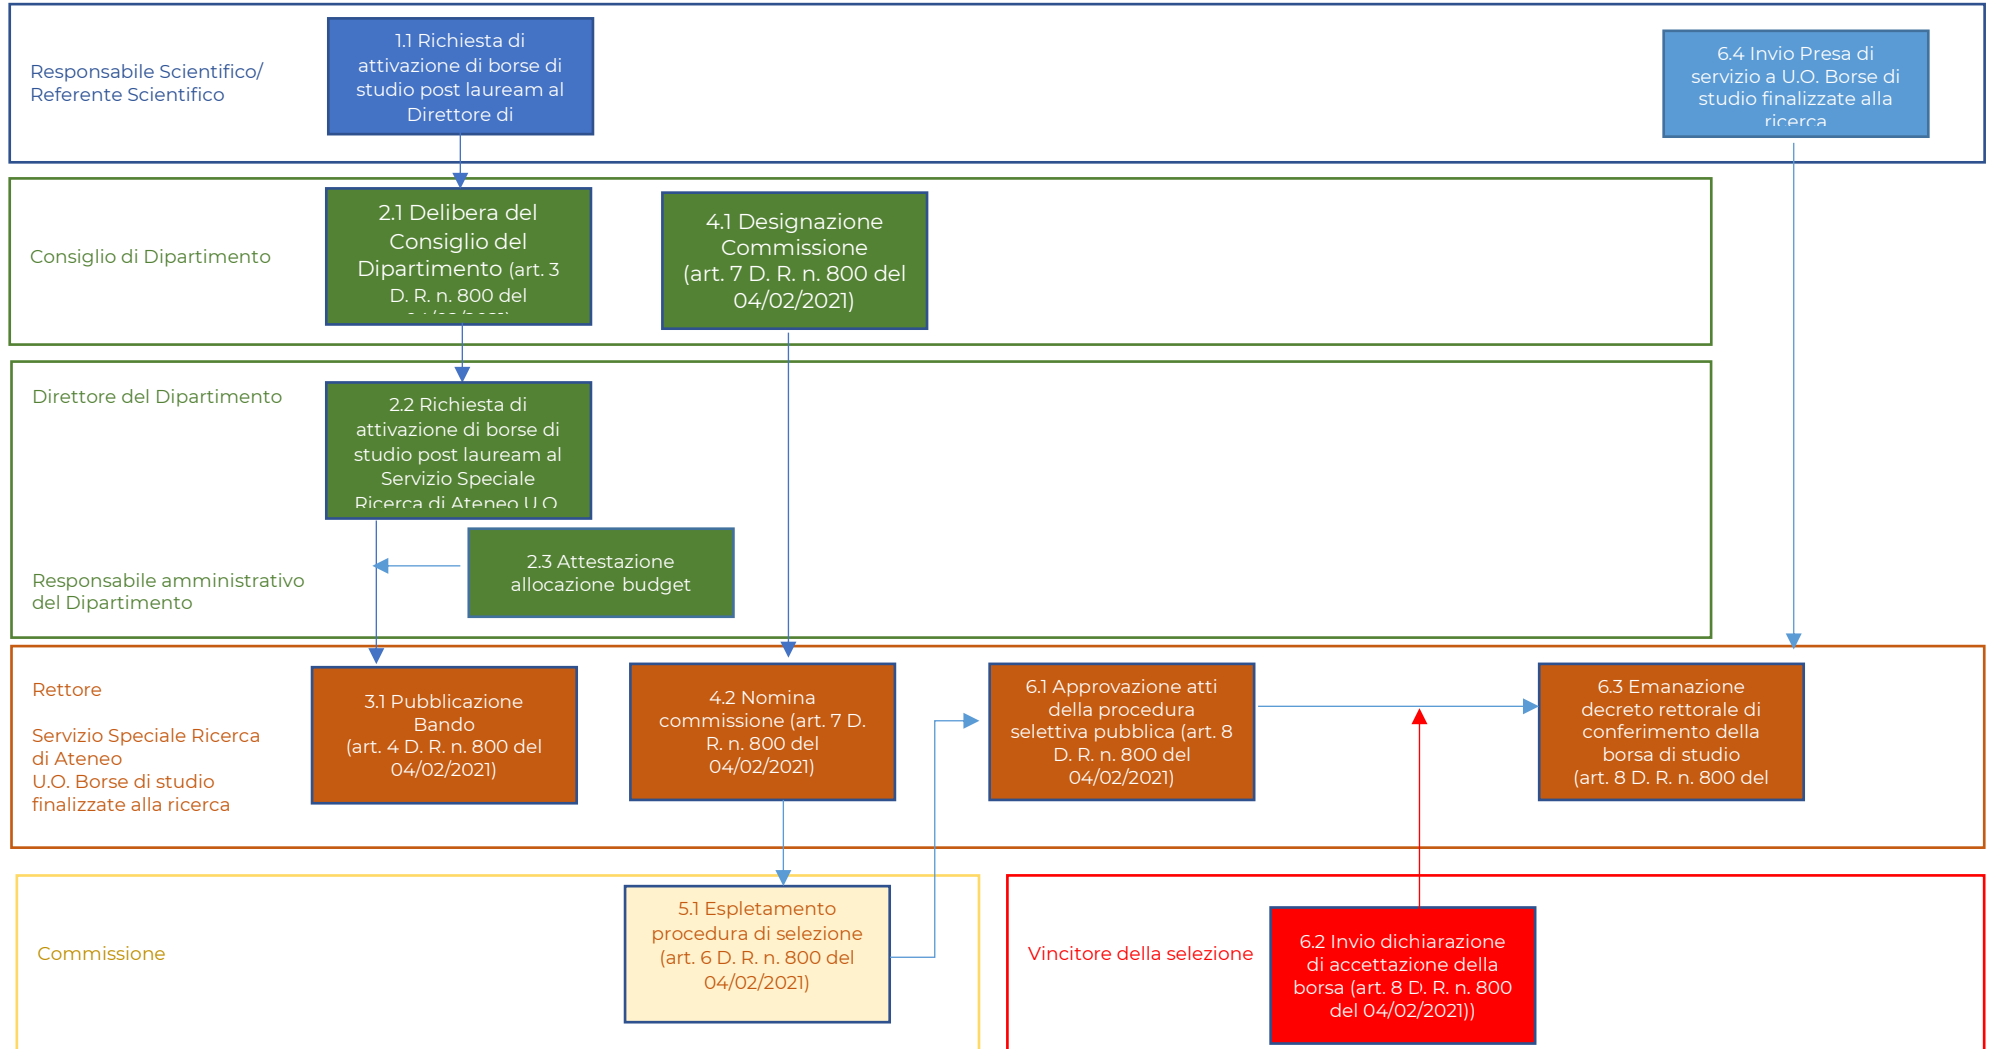 Responsabile Scientifico/
Referente Scientifico
1.1 Richiesta di
attivazione di borse di
studio post lauream al
Direttore di
6.4 Invio Presa di
servizio a U.O. Borse di
studio finalizzate alla
ricerca
Consiglio di Dipartimento
2.1 Delibera del
Consiglio del
Dipartimento (art. 3
D. R. n. 800 del
04/02/2021)
4.1 Designazione
Commissione
(art. 7 D. R. n. 800 del
04/02/2021)
Direttore del Dipartimento
2.2 Richiesta di
attivazione di borse di
studio post lauream al
Servizio Speciale
Ricerca di Ateneo U.O.
2.3 Attestazione
allocazione budget
Responsabile amministrativo
del Dipartimento
Rettore
Servizio Speciale Ricerca
di Ateneo
U.O. Borse di studio
finalizzate alla ricerca
3.1 Pubblicazione
Bando
(art. 4 D. R. n. 800 del
04/02/2021)
4.2 Nomina
commissione (art. 7 D.
R. n. 800 del
04/02/2021)
6.1 Approvazione atti
della procedura
selettiva pubblica (art. 8
D. R. n. 800 del
04/02/2021)
6.3 Emanazione
decreto rettorale di
conferimento della
borsa di studio
(art. 8 D. R. n. 800 del
Commissione
5.1 Espletamento
procedura di selezione
(art. 6 D. R. n. 800 del
04/02/2021)
Vincitore della selezione
6.2 Invio dichiarazione
di accettazione della
borsa (art. 8 D. R. n. 800
del 04/02/2021))